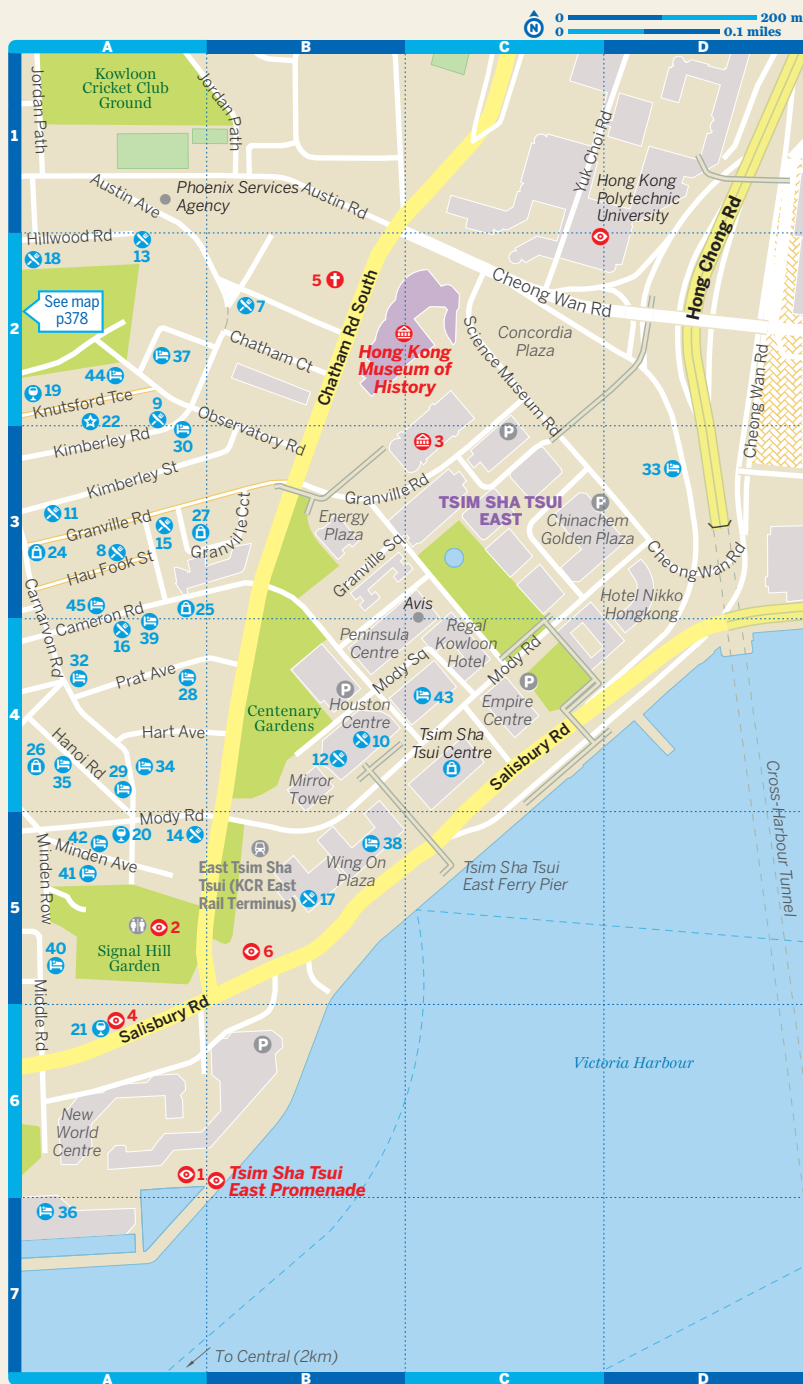 N
0 200 m
0 0.1 miles
A B C D
1
2
3
4
5
6
7
Jordan Path
Kowloon
Cricket Club
Ground
Jordan Path
Austin Ave
Phoenix Services
Agency
Austin Rd
Yuk Choi Rd
Hong Kong
Polytechnic
University
Hong Chong Rd
Hillwood Rd
18
13
5
Cheong Wan Rd
See map
p378
7
Chatham Rd South
Concordia
Plaza
Chatham Ct
Hong Kong
Museum of
History
Science Museum Rd
Cheong Wan Rd
37
44
19
Knutsford Tce
9
22
Kimberley Rd
30
Observatory Rd
3
P
33
Kimberley St
Granville Rd
TSIM SHA TSUI
EAST
P
Chinachem
Golden Plaza
11
Granville Rd
27
15
Granville Cct
Energy
Plaza
Granville Sq
24
8
Hau Fook St
Cheong Wan Rd
Carnarvon Rd
45
Cameron Rd
25
16
39
Avis
Hotel Nikko
Hongkong
Peninsula
Centre
Regal
Kowloon
Hotel
Mody Rd
Mody Sq
32
Prat Ave
28
P
43
P
Empire
Centre
Centenary
Gardens
Houston
Centre
Hart Ave
Hanoi Rd
10
12
Tsim Sha
Tsui Centre
Salisbury Rd
26
35
29
34
Mirror
Tower
Cross-Harbour Tunnel
Mody Rd
42
20
14
38
Minden Ave
Minden Row
41
East Tsim Sha
Tsui (KCR East
Rail Terminus)
Wing On
Plaza
Tsim Sha Tsui
East Ferry Pier
17
2
Signal Hill
Garden
6
40
Middle Rd
4
21
Salisbury Rd
P
Victoria Harbour
New
World
Centre
1
Tsim Sha Tsui
East Promenade
36
To Central (2km)
A B C D